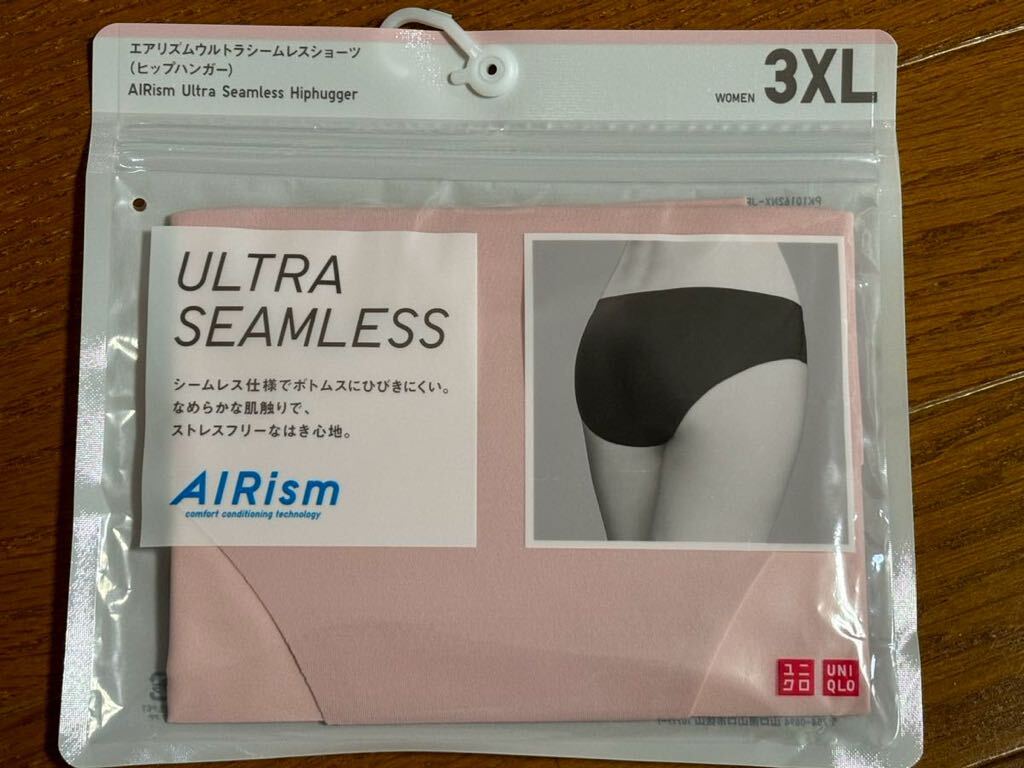 エアリズムウルトラシームレスショーツ
(ヒップハンガー)
AIRism Ultra Seamless Hiphugger
WOMEN 3XL
PK10162NX-JF
ULTRA
SEAMLESS
シームレス仕様でボトムスにひびきにくい。
なめらかな肌触りで、
ストレスフリーなはき心地。
AIRism
comfort conditioning technology
ユニ
クロ
UNI
QLO